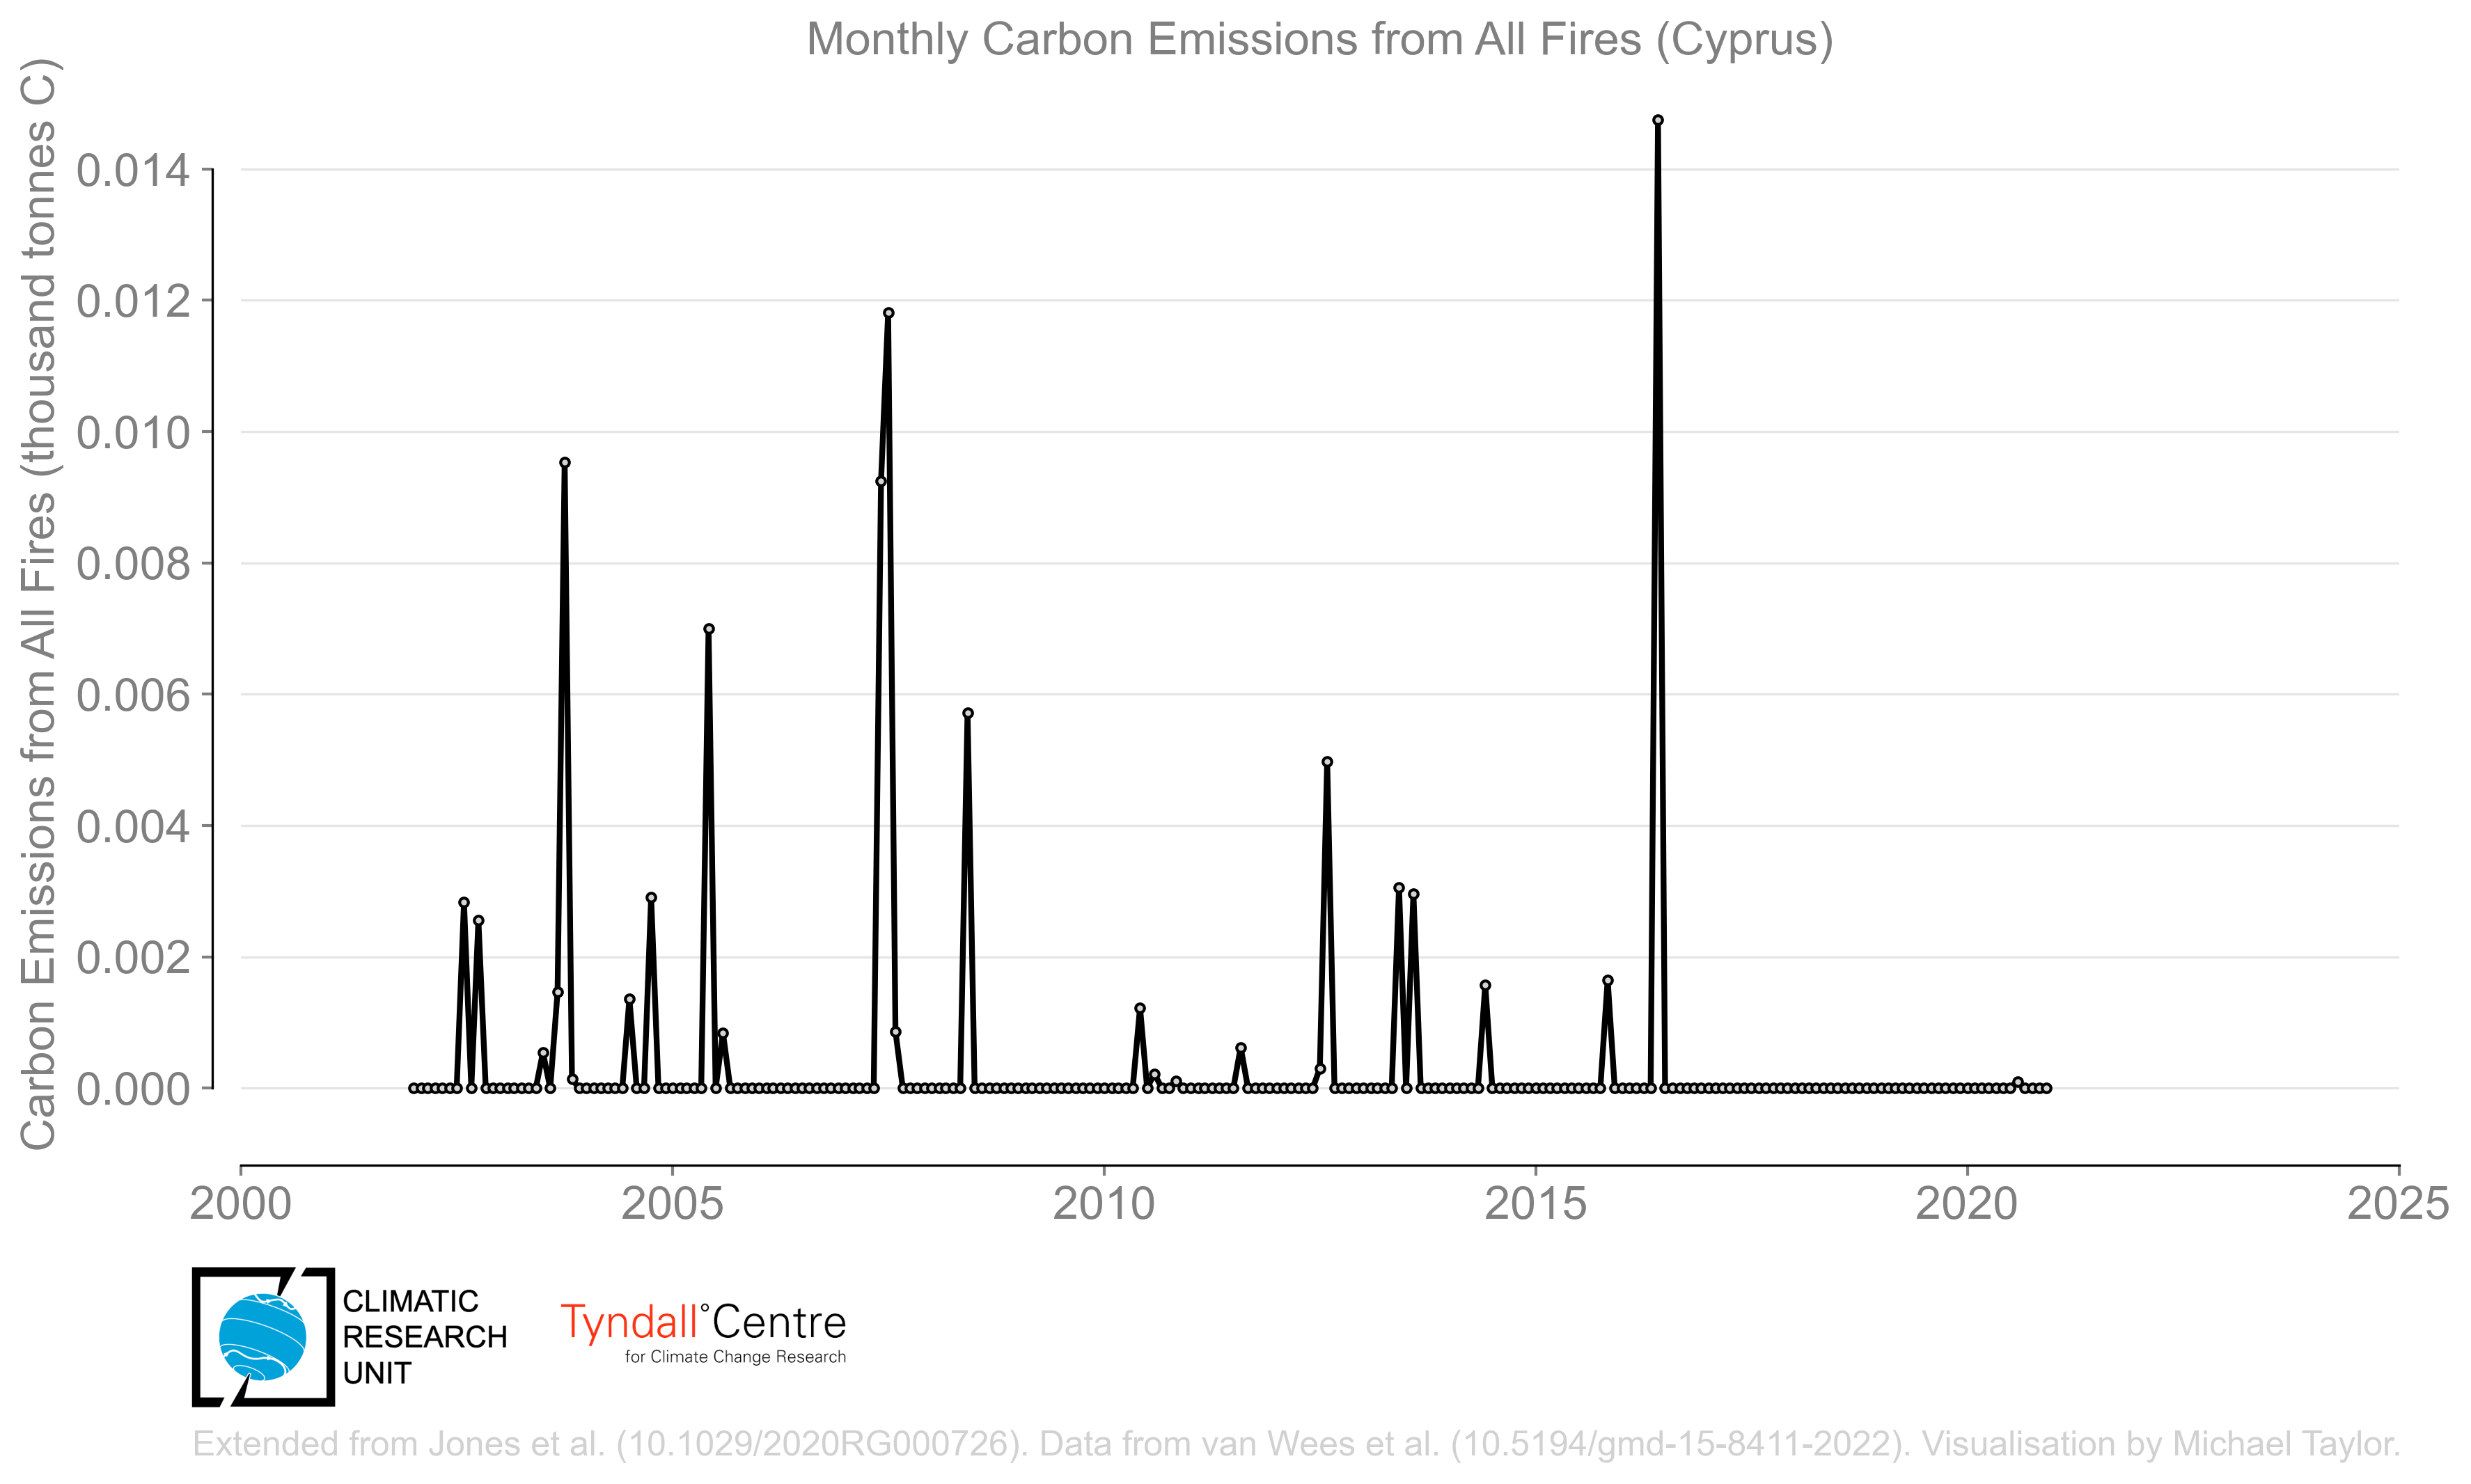 Monthly Carbon Emissions from All Fires (Cyprus)
Carbon Emissions from All Fires (thousand tonnes C)
0.014
0.012
0.010
0.008
0.006
0.004
0.002
0.000
2000 2005 2010 2015 2020 2025
CLIMATIC
RESEARCH
UNIT
Tyndall°Centre
for Climate Change Research
Extended from Jones et al. (10.1029/2020RG000726). Data from van Wees et al. (10.5194/gmd-15-8411-2022). Visualisation by Michael Taylor.